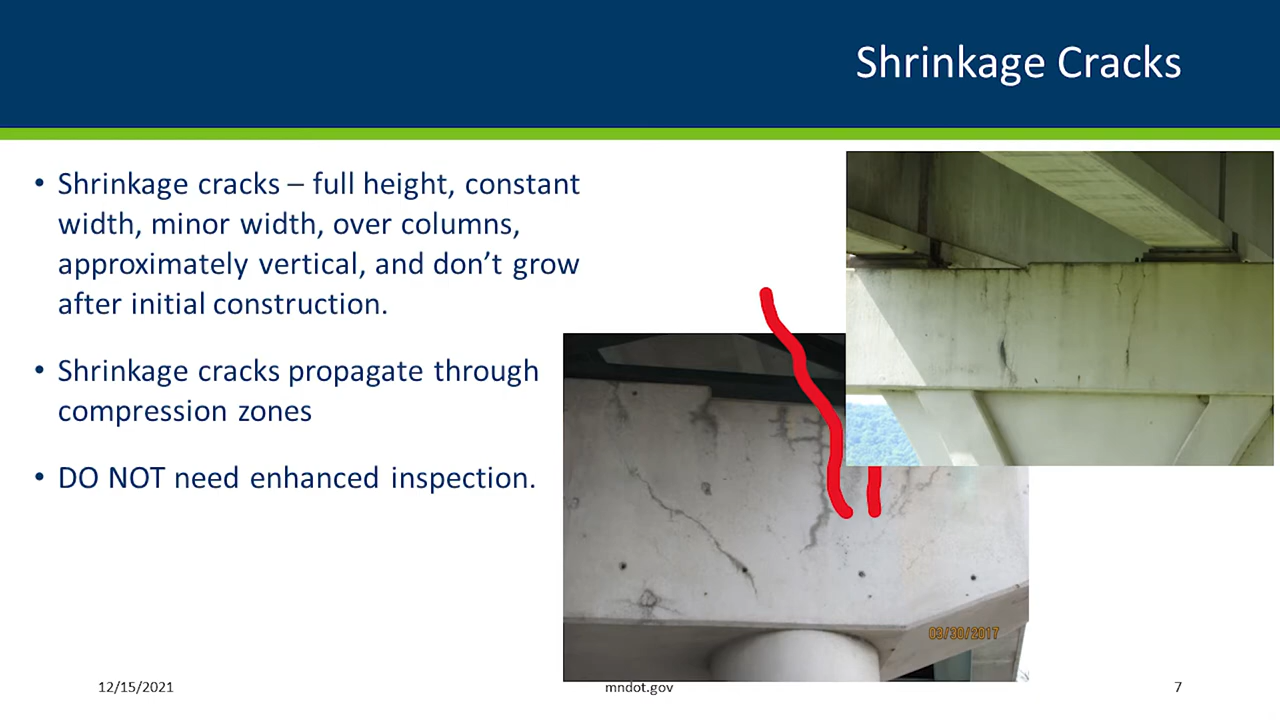 Shrinkage Cracks
• Shrinkage cracks – full height, constant
width, minor width, over columns,
approximately vertical, and don’t grow
after initial construction.
• Shrinkage cracks propagate through
compression zones
• DO NOT need enhanced inspection.
03/30/2017
12/15/2021
mndot.gov
7